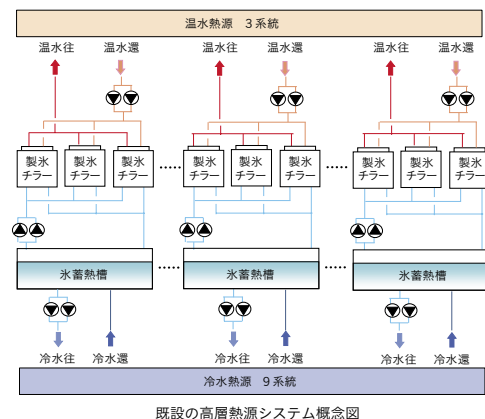 温水熱源 3系統
温水往 温水還 温水往 温水還 温水往 温水還
製氷 製氷 製氷 製氷 製氷 製氷 製氷 製氷 製氷
チラー チラー チラー チラー チラー チラー チラー チラー チラー
氷蓄熱槽 氷蓄熱槽 氷蓄熱槽
冷水往 冷水還 冷水往 冷水還 冷水往 冷水還
冷水熱源 9系統
既設の高層熱源システム概念図